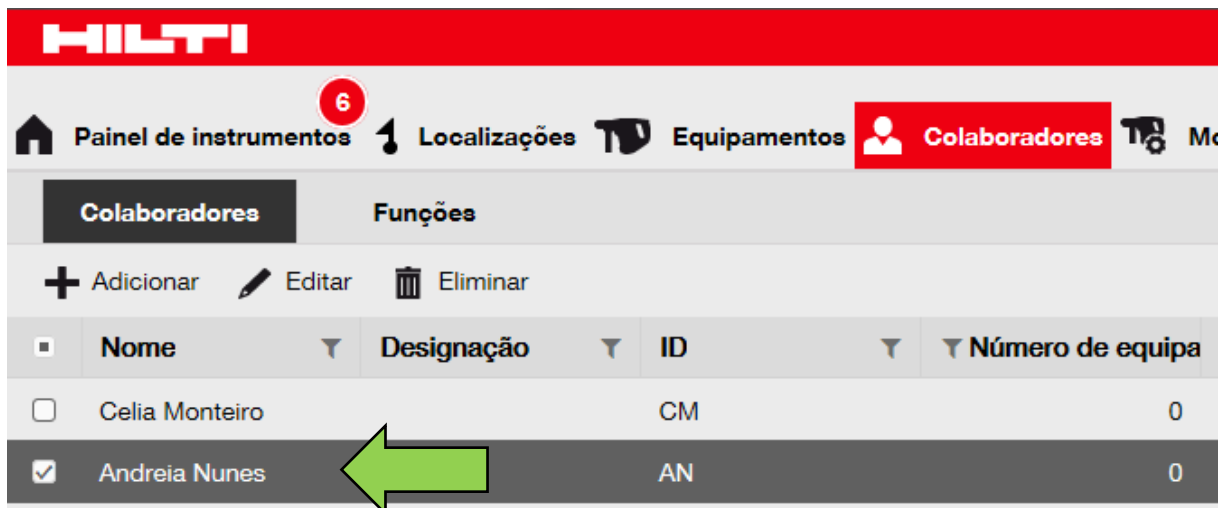 HILTI
6
Painel de instrumentos Localizações Equipamentos Colaboradores
Colaboradores Funções
Adicionar Editar Eliminar
Nome Designação ID Número de equipa
Celia Monteiro CM 0
Andreia Nunes AN 0